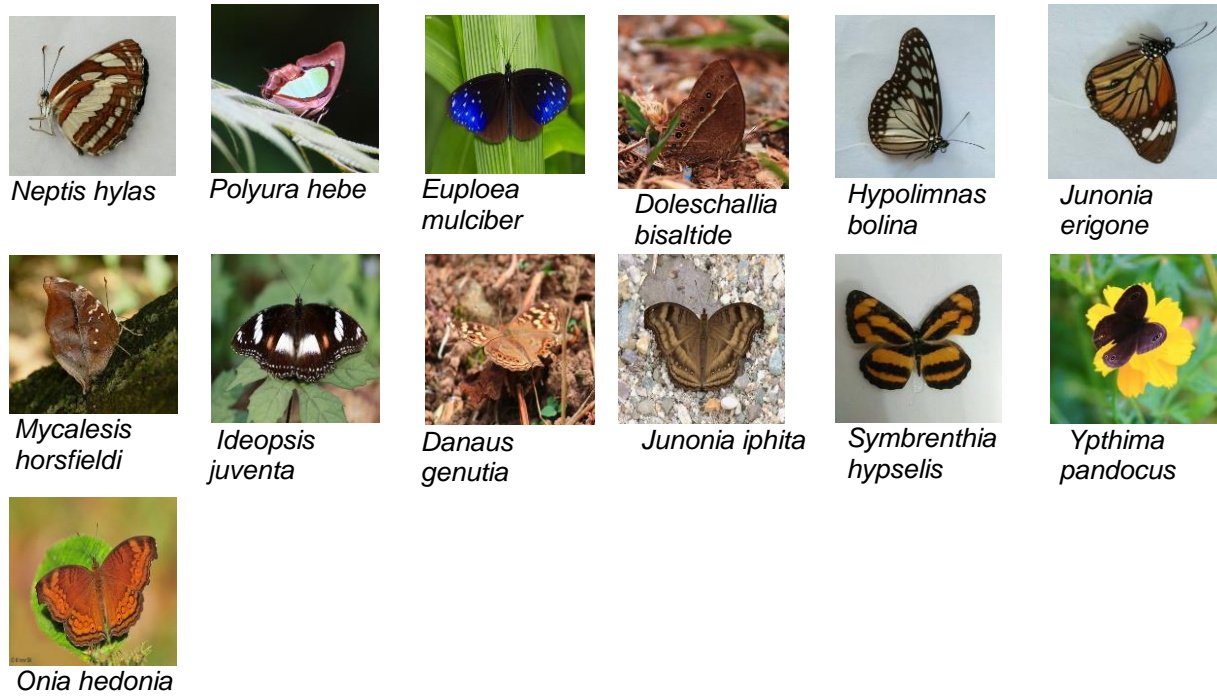 Neptis hylas
Polyura hebe
Euploea
mulciber
Doleschallia
bisaltide
Hypolimnas
bolina
Junonia
erigone
Mycalesis
horsfieldi
Ideopsis
juventa
Danaus
genutia
Junonia iphita
Symbrenthia
hypselis
Ypthima
pandocus
Onia hedonia